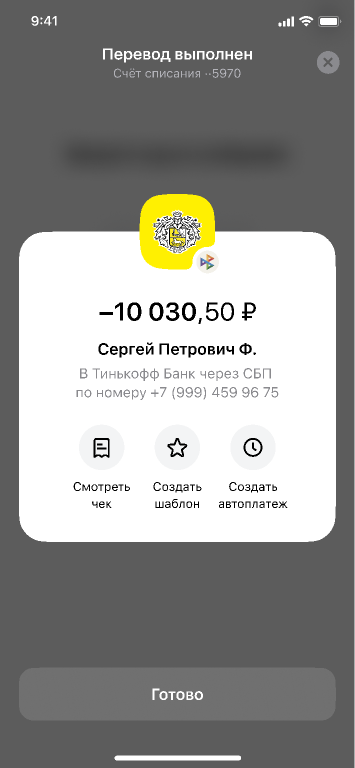 9:41
Перевод выполнен
Счёт списания ··5970
–10 030,50 ₽
Сергей Петрович Ф.
В Тинькофф Банк через СБП
по номеру +7 (999) 459 96 75
Смотреть
чек
Создать
шаблон
Создать
автоплатеж
Готово